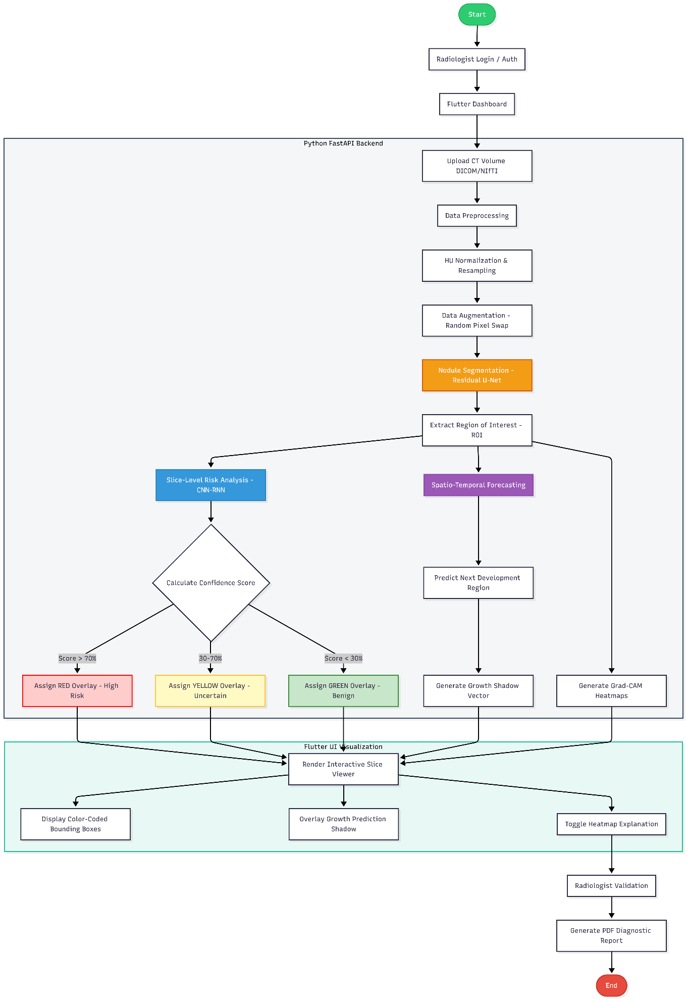 Start
Radiologist Login / Auth
Flutter Dashboard
Python FastAPI Backend
Upload CT Volume
DICOM/NIfTI
Data Preprocessing
HU Normalization &
Resampling
Data Augmentation -
Random Pixel Swap
Nodule Segmentation -
Residual U-Net
Extract Region of Interest -
ROI
Slice-Level Risk Analysis -
CNN-RNN
Spatio-Temporal Forecasting
Calculate Confidence Score
Predict Next Development
Region
Score > 70%
30-70%
Score < 30%
Assign RED Overlay - High
Risk
Assign YELLOW Overlay -
Uncertain
Assign GREEN Overlay -
Benign
Generate Growth Shadow
Vector
Generate Grad-CAM
Heatmaps
Flutter UI Visualization
Render Interactive Slice
Viewer
Display Color-Coded
Bounding Boxes
Overlay Growth Prediction
Shadow
Toggle Heatmap Explanation
Radiologist Validation
Generate PDF Diagnostic
Report
End